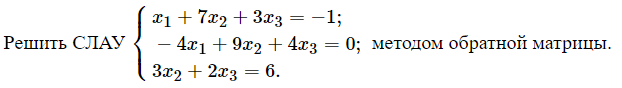 x₁ + 7x₂ + 3x₃ = −1;
Решить СЛАУ { − 4x₁ + 9x₂ + 4x₃ = 0; методом обратной матрицы.
3x₂ + 2x₃ = 6.